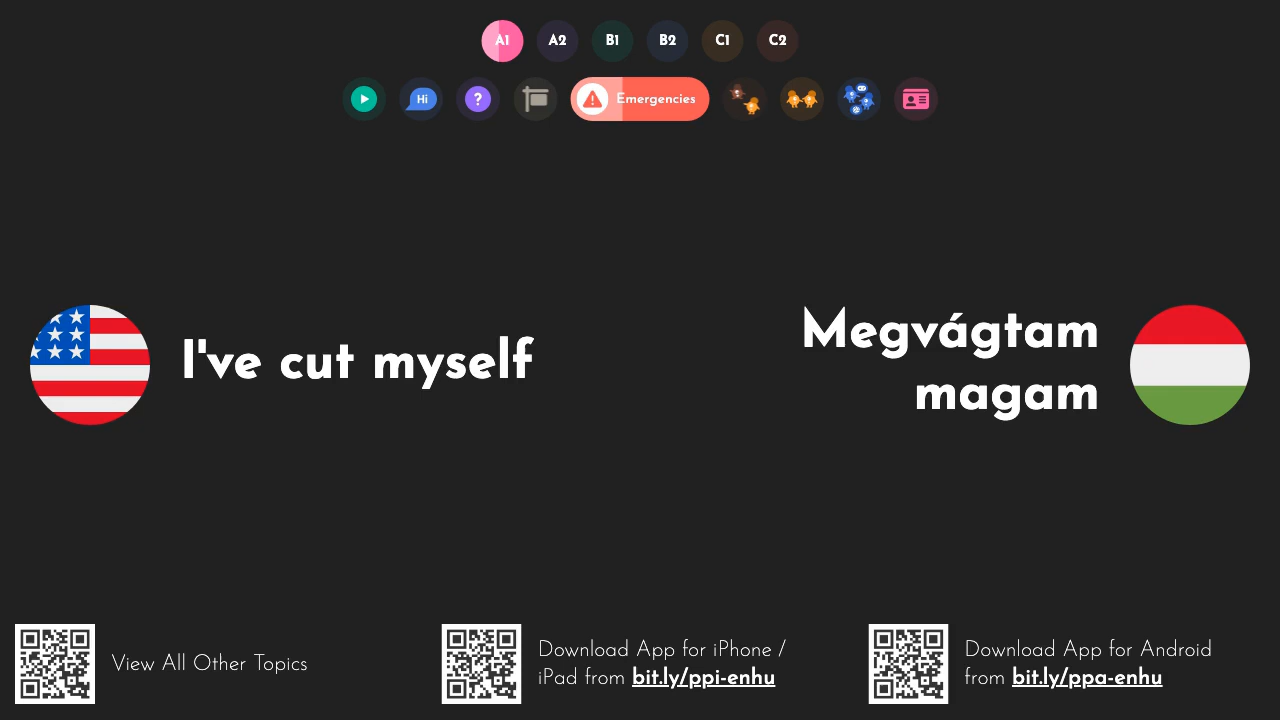 A1 A2 B1 B2 C1 C2
Hi ? Emergencies
I've cut myself
Megvágtam
magam
View All Other Topics
Download App for iPhone /
iPad from bit.ly/ppi-enhu
Download App for Android
from bit.ly/ppa-enhu